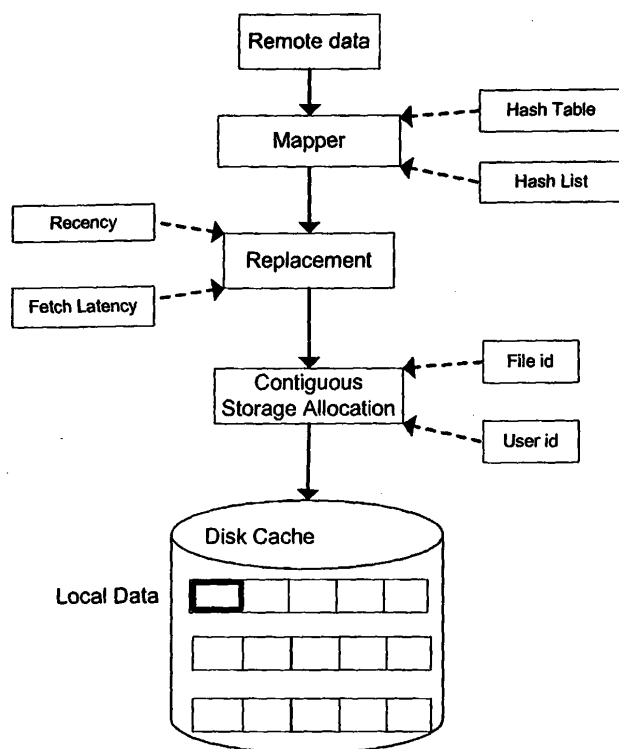 Remote data
Hash Table
Mapper
Hash List
Recency
Replacement
Fetch Latency
File id
Contiguous
Storage Allocation
User id
Disk Cache
Local Data